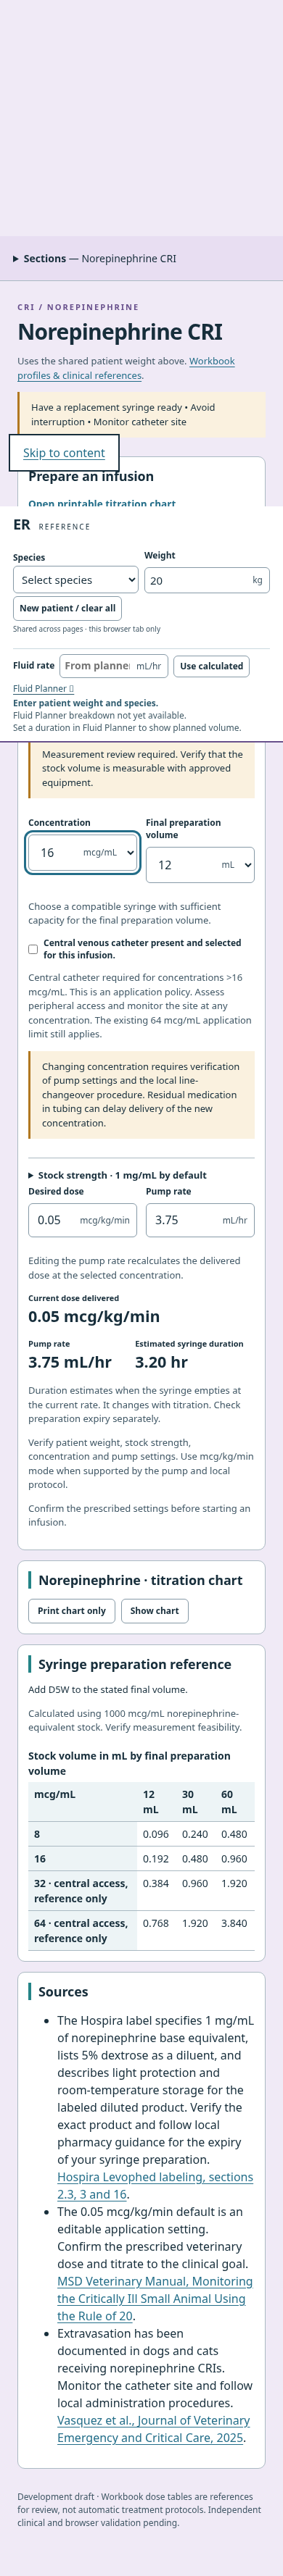 ▶ Sections — Norepinephrine CRI
CRI / NOREPINEPHRINE
Norepinephrine CRI
Uses the shared patient weight above. Workbook
profiles & clinical references.
Have a replacement syringe ready • Avoid
interruption • Monitor catheter site
Skip to content
Prepare an infusion
Open printable titration chart
ER REFERENCE
Species
Weight
Select species
20 kg
New patient / clear all
Shared across pages · this browser tab only
Fluid rate
From planner mL/hr
Use calculated
Fluid Planner
Enter patient weight and species.
Fluid Planner breakdown not yet available.
Set a duration in Fluid Planner to show planned volume.
Measurement review required. Verify that the
stock volume is measurable with approved
equipment.
Concentration
Final preparation
volume
16 mcg/mL
12 mL
Choose a compatible syringe with sufficient
capacity for the final preparation volume.
Central venous catheter present and selected
for this infusion.
Central catheter required for concentrations >16
mcg/mL. This is an application policy. Assess
peripheral access and monitor the site at any
concentration. The existing 64 mcg/mL application
limit still applies.
Changing concentration requires verification
of pump settings and the local line-
changeover procedure. Residual medication
in tubing can delay delivery of the new
concentration.
▶ Stock strength · 1 mg/mL by default
Desired dose
Pump rate
0.05 mcg/kg/min
3.75 mL/hr
Editing the pump rate recalculates the delivered
dose at the selected concentration.
Current dose delivered
0.05 mcg/kg/min
Pump rate
Estimated syringe duration
3.75 mL/hr
3.20 hr
Duration estimates when the syringe empties at
the current rate. It changes with titration. Check
preparation expiry separately.
Verify patient weight, stock strength,
concentration and pump settings. Use mcg/kg/min
mode when supported by the pump and local
protocol.
Confirm the prescribed settings before starting an
infusion.
Norepinephrine · titration chart
Print chart only
Show chart
Syringe preparation reference
Add D5W to the stated final volume.
Calculated using 1000 mcg/mL norepinephrine-
equivalent stock. Verify measurement feasibility.
Stock volume in mL by final preparation
volume
mcg/mL 12 mL 30 mL 60 mL
8 0.096 0.240 0.480
16 0.192 0.480 0.960
32 · central access, reference only 0.384 0.960 1.920
64 · central access, reference only 0.768 1.920 3.840
Sources
• The Hospira label specifies 1 mg/mL
of norepinephrine base equivalent,
lists 5% dextrose as a diluent, and
describes light protection and
room-temperature storage for the
labeled diluted product. Verify the
exact product and follow local
pharmacy guidance for the expiry
of your syringe preparation.
Hospira Levophed labeling, sections
2.3, 3 and 16.
• The 0.05 mcg/kg/min default is an
editable application setting.
Confirm the prescribed veterinary
dose and titrate to the clinical goal.
MSD Veterinary Manual, Monitoring
the Critically Ill Small Animal Using
the Rule of 20.
• Extravasation has been
documented in dogs and cats
receiving norepinephrine CRIs.
Monitor the catheter site and follow
local administration procedures.
Vasquez et al., Journal of Veterinary
Emergency and Critical Care, 2025.
Development draft · Workbook dose tables are references
for review, not automatic treatment protocols. Independent
clinical and browser validation pending.